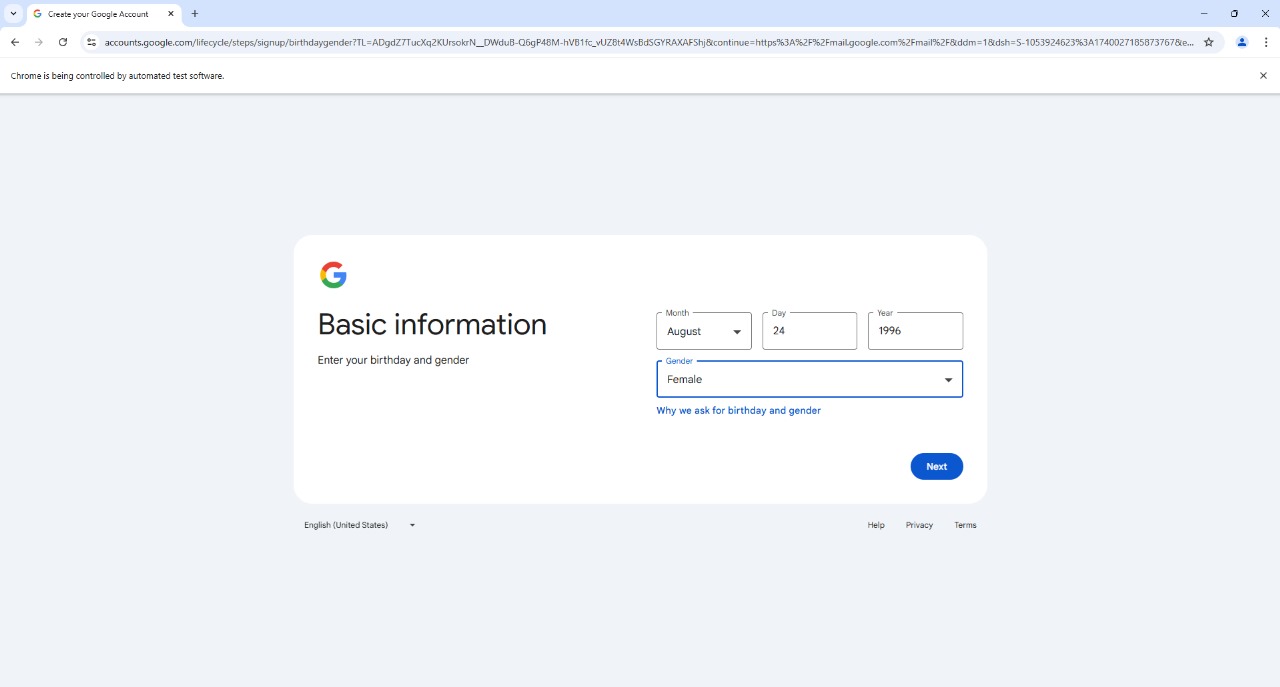 Create your Google Account
accounts.google.com/lifecycle/steps/signup/birthdaygender?TL=ADgdZ7TucXq2KUrsokrN__DWduB-Q6gP48M-hVB1fc_vUZ8t4WsBdSGYRAXAFShj&continue=https%3A%2F%2Fmail.google.com%2Fmail%2F&ddm=1&dsh=S-1053924623%3A1740027185873767&e...
Chrome is being controlled by automated test software.
Basic information
Enter your birthday and gender
Month
Day
Year
August
24
1996
Gender
Female
Why we ask for birthday and gender
Next
English (United States)
Help
Privacy
Terms